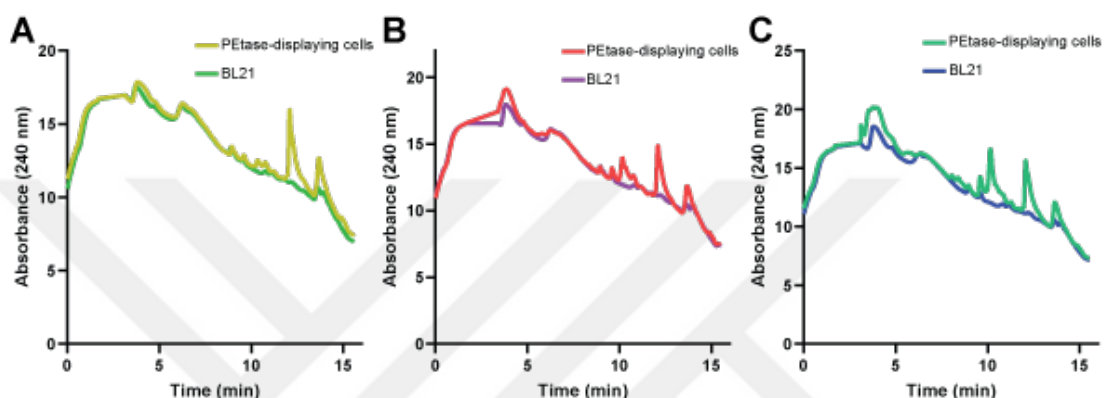 A
PEtase-displaying cells
BL21
Absorbance (240 nm)
20
15
10
5
0
0 5 10 15
Time (min)
B
PEtase-displaying cells
BL21
Absorbance (240 nm)
20
15
10
5
0
0 5 10 15
Time (min)
C
PEtase-displaying cells
BL21
Absorbance (240 nm)
25
20
15
10
5
0
0 5 10 15
Time (min)